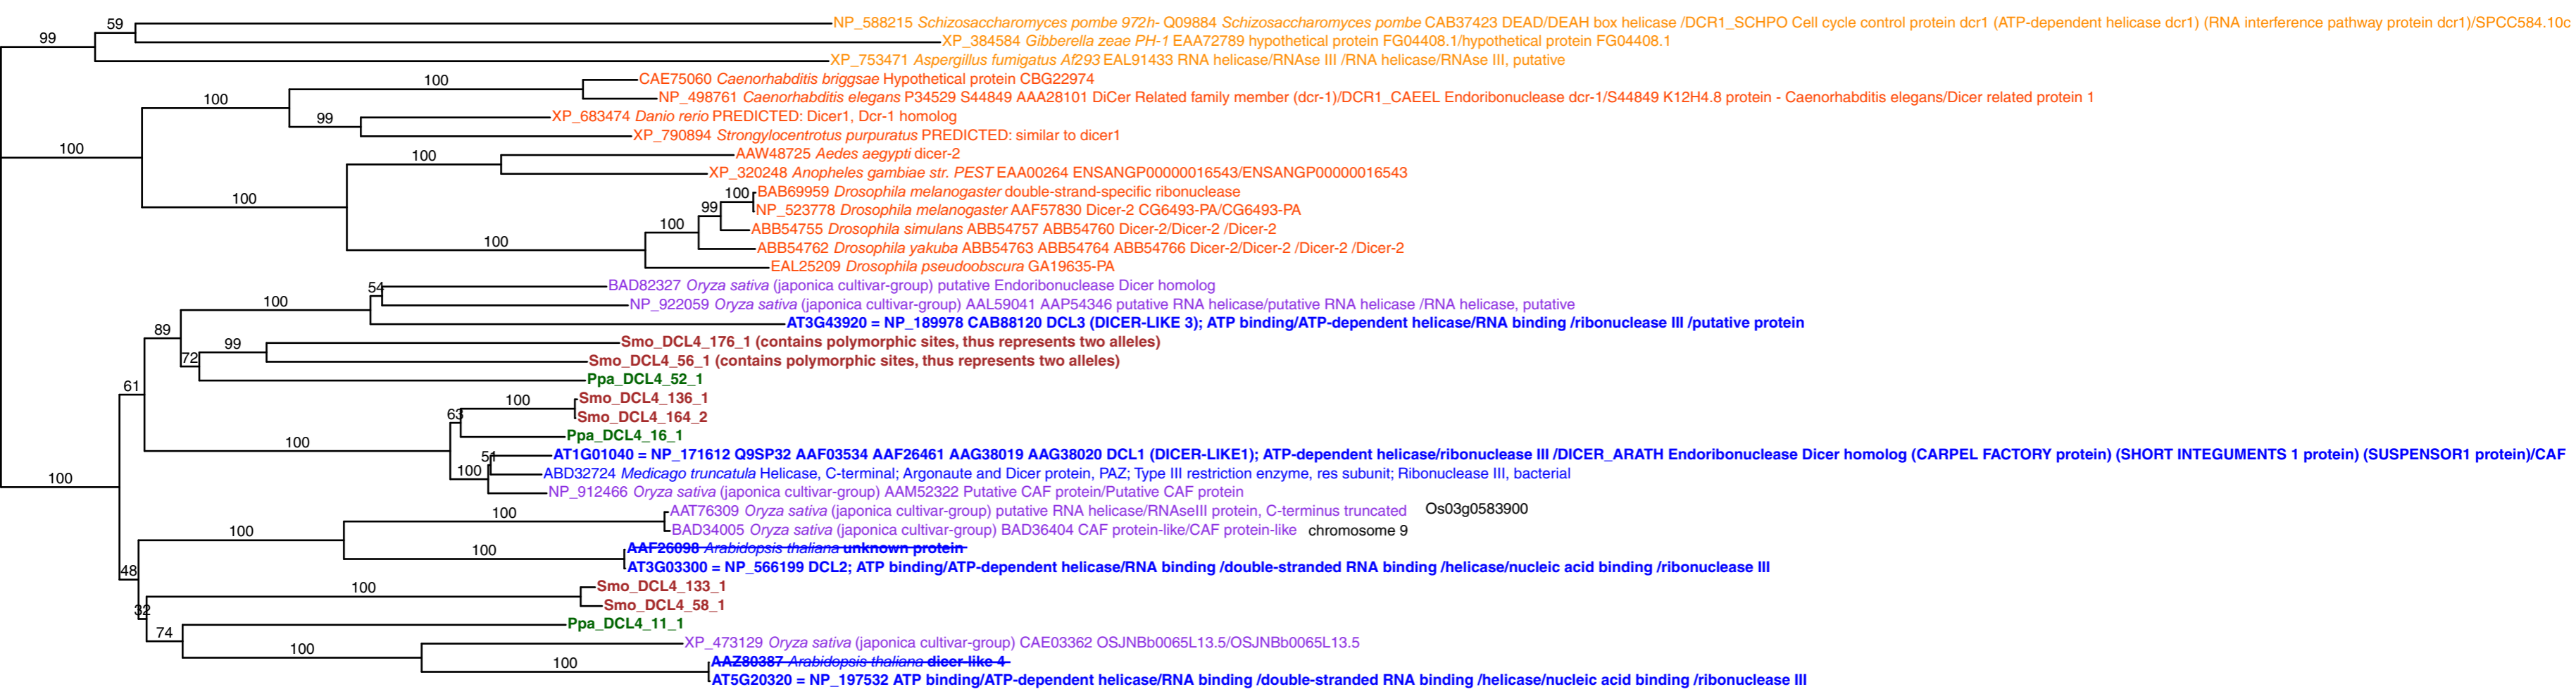 59
NP_588215 Schizosaccharomyces pombe 972h- Q09884 Schizosaccharomyces pombe CAB37423 DEAD/DEAH box helicase /DCR1_SCHPO Cell cycle control protein dcr1 (ATP-dependent helicase dcr1) (RNA interference pathway protein dcr1)/SPCC584.10c
99
XP_384584 Gibberella zeae PH-1 EAA72789 hypothetical protein FG04408.1/hypothetical protein FG04408.1
XP_753471 Aspergillus fumigatus Af293 EAL91433 RNA helicase/RNAse III /RNA helicase/RNAse III, putative
100
CAE75060 Caenorhabditis briggsae Hypothetical protein CBG22974
100
NP_498761 Caenorhabditis elegans P34529 S44849 AAA28101 DiCer Related family member (dcr-1)/DCR1_CAEEL Endoribonuclease dcr-1/S44849 K12H4.8 protein - Caenorhabditis elegans/Dicer related protein 1
99
XP_683474 Danio rerio PREDICTED: Dicer1, Dcr-1 homolog
XP_790894 Strongylocentrotus purpuratus PREDICTED: similar to dicer1
100
100
AAW48725 Aedes aegypti dicer-2
XP_320248 Anopheles gambiae str. PEST EAA00264 ENSANGP00000016543/ENSANGP00000016543
100
100
BAB69959 Drosophila melanogaster double-strand-specific ribonuclease
99
NP_523778 Drosophila melanogaster AAF57830 Dicer-2 CG6493-PA/CG6493-PA
100
ABB54755 Drosophila simulans ABB54757 ABB54760 Dicer-2/Dicer-2 /Dicer-2
100
ABB54762 Drosophila yakuba ABB54763 ABB54764 ABB54766 Dicer-2/Dicer-2 /Dicer-2 /Dicer-2
EAL25209 Drosophila pseudoobscura GA19635-PA
54
BAD82327 Oryza sativa (japonica cultivar-group) putative Endoribonuclease Dicer homolog
100
NP_922059 Oryza sativa (japonica cultivar-group) AAL59041 AAP54346 putative RNA helicase/putative RNA helicase /RNA helicase, putative
AT3G43920 = NP_189978 CAB88120 DCL3 (DICER-LIKE 3); ATP binding/ATP-dependent helicase/RNA binding /ribonuclease III /putative protein
89
99
Smo_DCL4_176_1 (contains polymorphic sites, thus represents two alleles)
72
Smo_DCL4_56_1 (contains polymorphic sites, thus represents two alleles)
Ppa_DCL4_52_1
61
100
Smo_DCL4_136_1
63
Smo_DCL4_164_2
Ppa_DCL4_16_1
100
51
AT1G01040 = NP_171612 Q9SP32 AAF03534 AAF26461 AAG38019 AAG38020 DCL1 (DICER-LIKE1); ATP-dependent helicase/ribonuclease III /DICER_ARATH Endoribonuclease Dicer homolog (CARPEL FACTORY protein) (SHORT INTEGUMENTS 1 protein) (SUSPENSOR1 protein)/CAF
100
ABD32724 Medicago truncatula Helicase, C-terminal; Argonaute and Dicer protein, PAZ; Type III restriction enzyme, res subunit; Ribonuclease III, bacterial
100
NP_912466 Oryza sativa (japonica cultivar-group) AAM52322 Putative CAF protein/Putative CAF protein
100
AAT76309 Oryza sativa (japonica cultivar-group) putative RNA helicase/RNAseIII protein, C-terminus truncated Os03g0583900
100
BAD34005 Oryza sativa (japonica cultivar-group) BAD36404 CAF protein-like/CAF protein-like chromosome 9
100
AAF26098 Arabidopsis thaliana unknown protein
AT3G03300 = NP_566199 DCL2; ATP binding/ATP-dependent helicase/RNA binding /double-stranded RNA binding /helicase/nucleic acid binding /ribonuclease III
48
100
Smo_DCL4_133_1
Smo_DCL4_58_1
32
Ppa_DCL4_11_1
74
XP_473129 Oryza sativa (japonica cultivar-group) CAE03362 OSJNBb0065L13.5/OSJNBb0065L13.5
100
100
AAZ80387 Arabidopsis thaliana dicer-like 4
AT5G20320 = NP_197532 ATP binding/ATP-dependent helicase/RNA binding /double-stranded RNA binding /helicase/nucleic acid binding /ribonuclease III